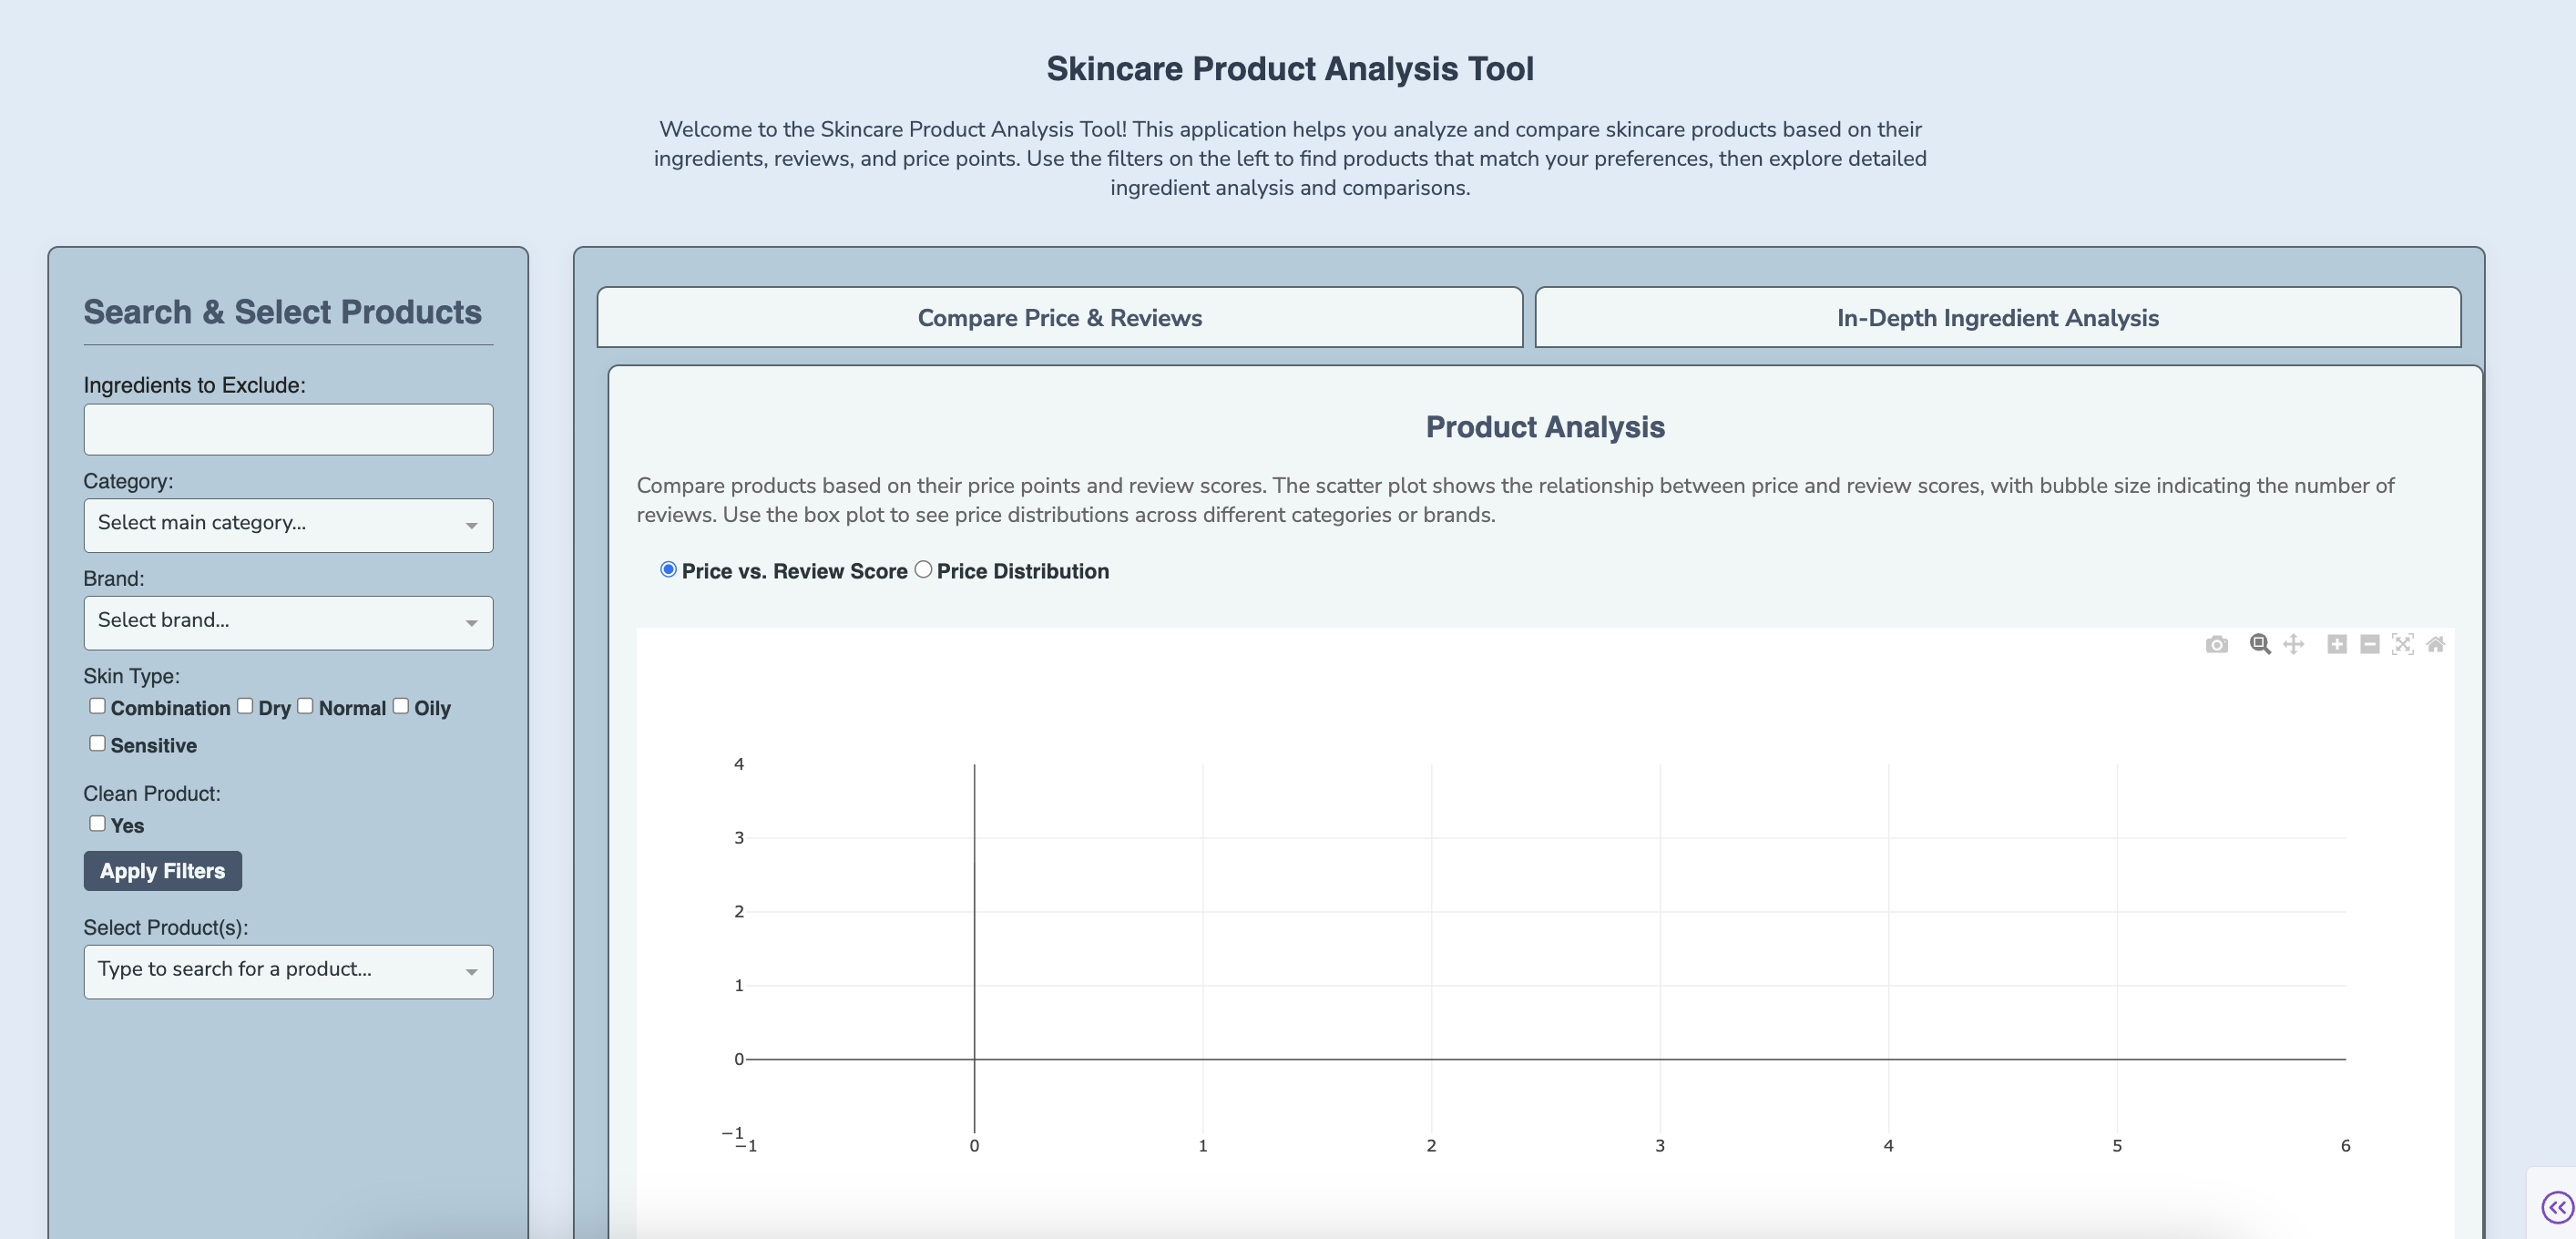 Skincare Product Analysis Tool
Welcome to the Skincare Product Analysis Tool! This application helps you analyze and compare skincare products based on their
ingredients, reviews, and price points. Use the filters on the left to find products that match your preferences, then explore detailed
ingredient analysis and comparisons.
Search & Select Products
Ingredients to Exclude:
Category:
Select main category...
Brand:
Select brand...
Skin Type:
Combination Dry Normal Oily
Sensitive
Clean Product:
Yes
Apply Filters
Select Product(s):
Type to search for a product...
Compare Price & Reviews
In-Depth Ingredient Analysis
Product Analysis
Compare products based on their price points and review scores. The scatter plot shows the relationship between price and review scores, with bubble size indicating the number of
reviews. Use the box plot to see price distributions across different categories or brands.
Price vs. Review Score Price Distribution
4
3
2
1
0
−1
−1 0 1 2 3 4 5 6